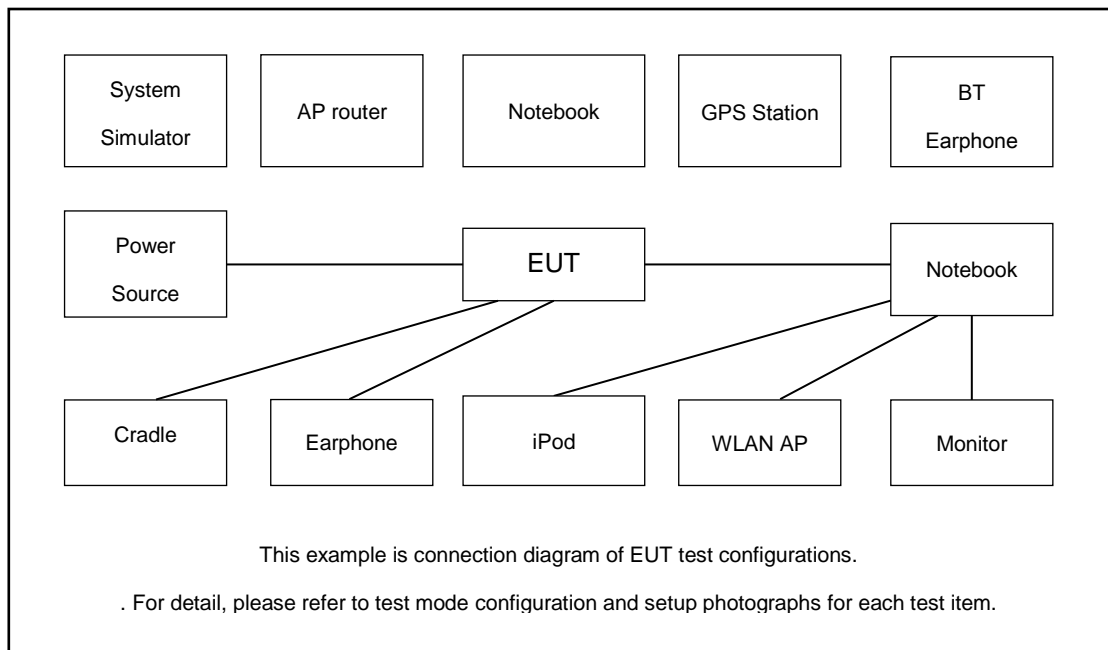 System
Simulator
AP router
Notebook
GPS Station
BT
Earphone
Power
Source
EUT
Notebook
Cradle
Earphone
iPod
WLAN AP
Monitor
This example is connection diagram of EUT test configurations.
. For detail, please refer to test mode configuration and setup photographs for each test item.